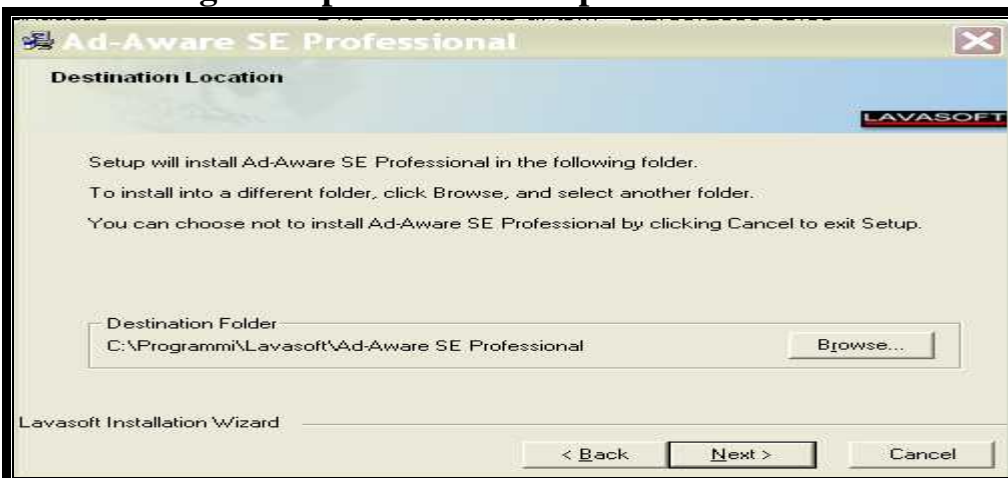 Ad-Aware SE Professional
Destination Location
LAVASOFT
Setup will install Ad-Aware SE Professional in the following folder.
To install into a different folder, click Browse, and select another folder.
You can choose not to install Ad-Aware SE Professional by clicking Cancel to exit Setup.
Destination Folder
C:\Programmi\Lavasoft\Ad-Aware SE Professional
Browse...
Lavasoft Installation Wizard
< Back
Next >
Cancel